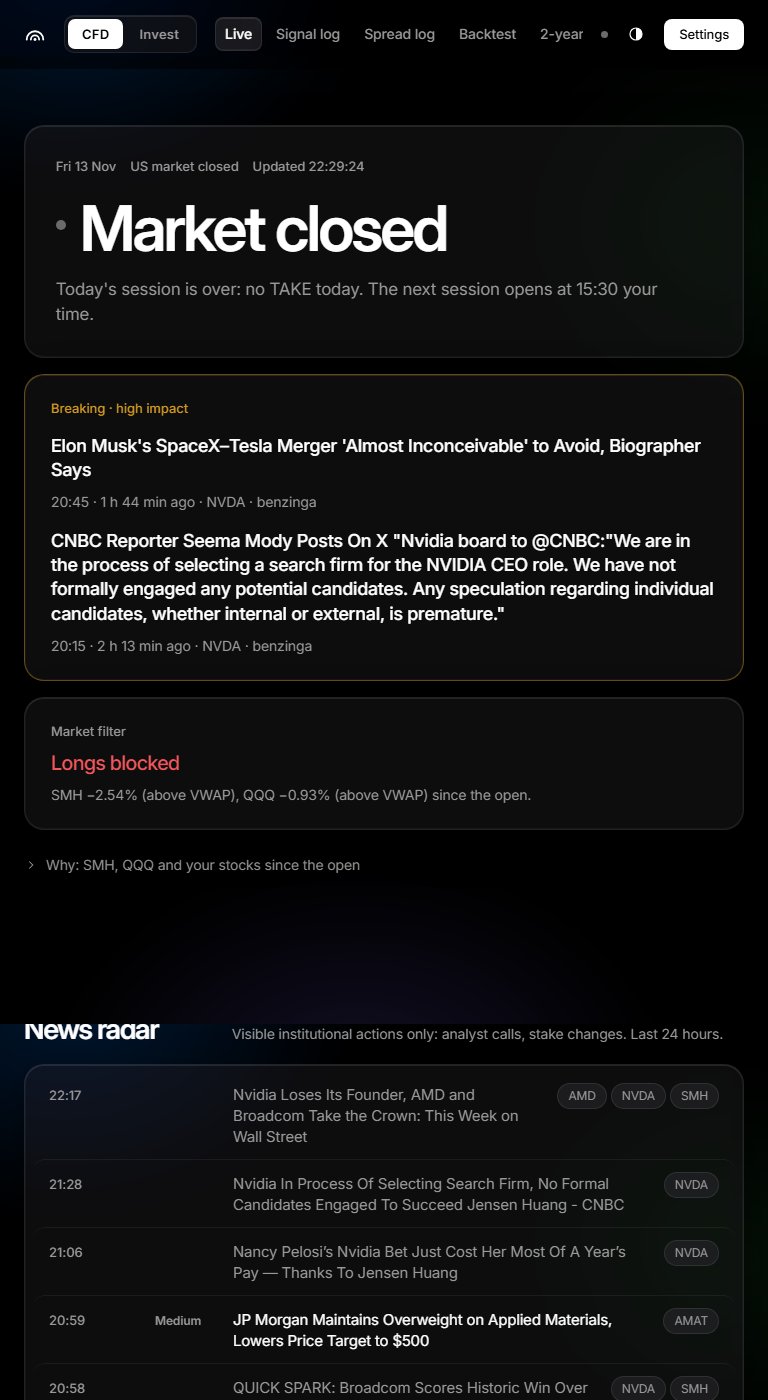 CFD Invest Live Signal log Spread log Backtest 2-year Settings
Fri 13 Nov US market closed Updated 22:29:24
Market closed
Today's session is over: no TAKE today. The next session opens at 15:30 your
time.
Breaking · high impact
Elon Musk's SpaceX–Tesla Merger 'Almost Inconceivable' to Avoid, Biographer
Says
20:45 · 1 h 44 min ago · NVDA · benzinga
CNBC Reporter Seema Mody Posts On X "Nvidia board to @CNBC:"We are in
the process of selecting a search firm for the NVIDIA CEO role. We have not
formally engaged any potential candidates. Any speculation regarding individual
candidates, whether internal or external, is premature."
20:15 · 2 h 13 min ago · NVDA · benzinga
Market filter
Longs blocked
SMH −2.54% (above VWAP), QQQ −0.93% (above VWAP) since the open.
Why: SMH, QQQ and your stocks since the open
News radar Visible institutional actions only: analyst calls, stake changes. Last 24 hours.
22:17 Nvidia Loses Its Founder, AMD and AMD NVDA SMH
Broadcom Take the Crown: This Week on
Wall Street
21:28 Nvidia In Process Of Selecting Search Firm, No Formal NVDA
Candidates Engaged To Succeed Jensen Huang - CNBC
21:06 Nancy Pelosi’s Nvidia Bet Just Cost Her Most Of A Year’s NVDA
Pay — Thanks To Jensen Huang
20:59 Medium JP Morgan Maintains Overweight on Applied Materials, AMAT
Lowers Price Target to $500
20:58 QUICK SPARK: Broadcom Scores Historic Win Over NVDA SMH